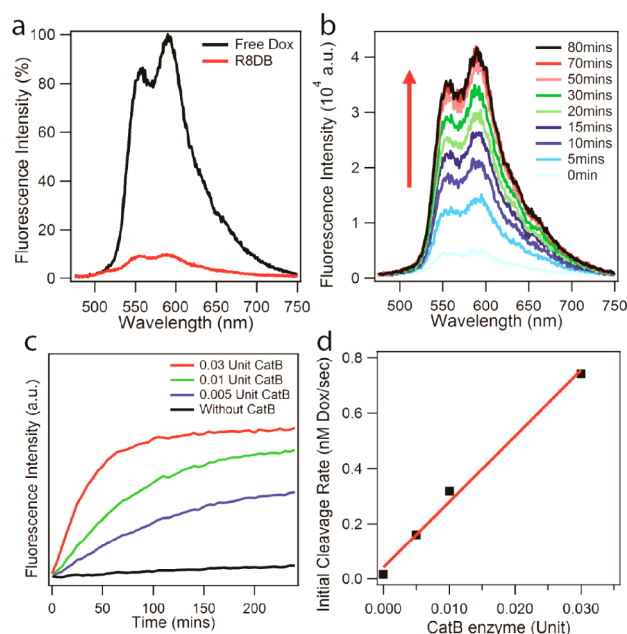 a
100
80
60
40
20
0
Fluorescence Intensity (%)
Free Dox
R8DB
500 550 600 650 700 750
Wavelength (nm)
b
4
3
2
1
0
Fluorescence Intensity (10⁴ a.u.)
80mins
70mins
50mins
30mins
20mins
15mins
10mins
5mins
0min
500 550 600 650 700 750
Wavelength (nm)
c
Fluorescence Intensity (a.u.)
0.03 Unit CatB
0.01 Unit CatB
0.005 Unit CatB
Without CatB
0 50 100 150 200
Time (mins)
d
0.8
0.6
0.4
0.2
0.0
Initial Cleavage Rate (nM Dox/sec)
0.000 0.010 0.020 0.030
CatB enzyme (Unit)